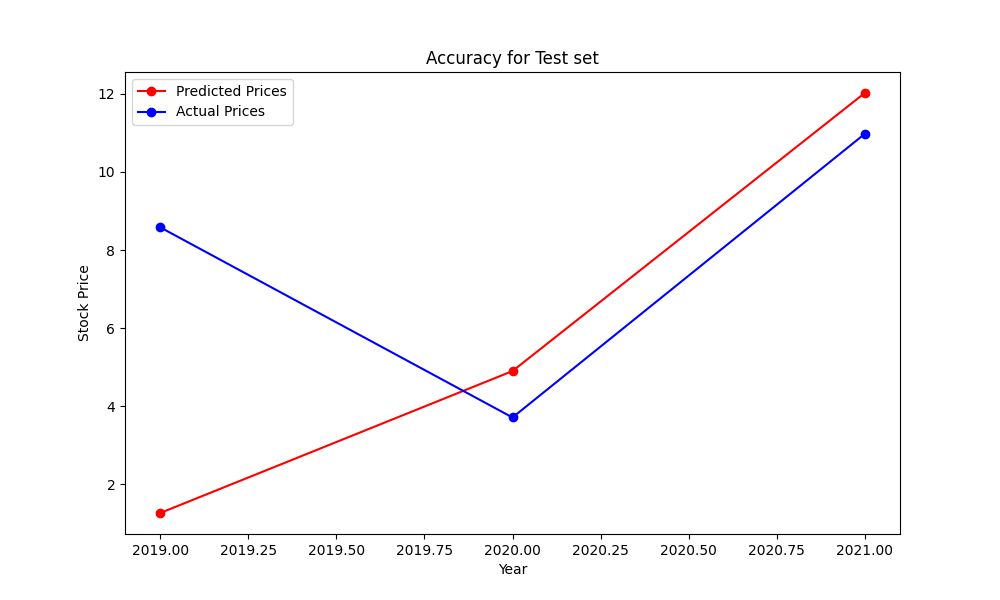 Accuracy for Test set
Predicted Prices
Actual Prices
12
10
8
6
4
2
Stock Price
2019.00 2019.25 2019.50 2019.75 2020.00 2020.25 2020.50 2020.75 2021.00
Year